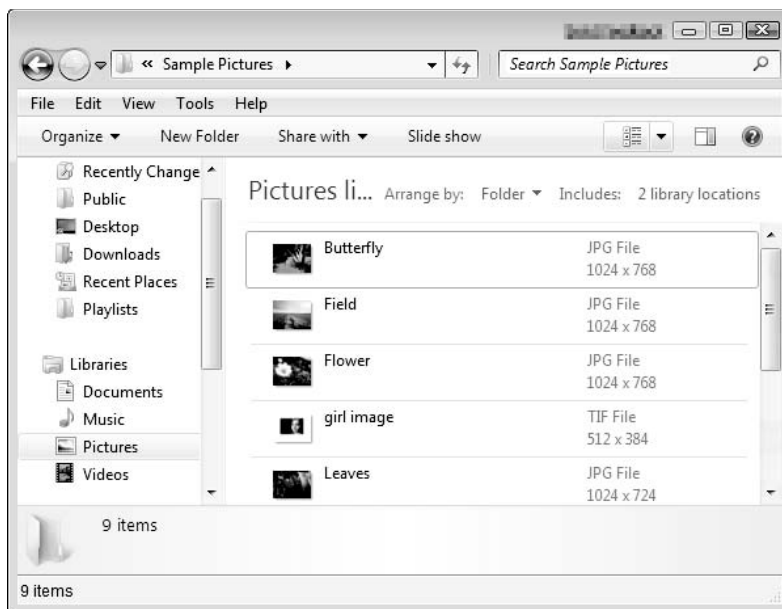 « Sample Pictures
Search Sample Pictures
File Edit View Tools Help
Organize New Folder Share with Slide show
Recently Change
Public
Desktop
Downloads
Recent Places
Playlists
Libraries
Documents
Music
Pictures
Videos
Pictures li... Arrange by: Folder Includes: 2 library locations
Butterfly JPG File
1024 x 768
Field JPG File
1024 x 768
Flower JPG File
1024 x 768
girl image TIF File
512 x 384
Leaves JPG File
1024 x 724
9 items
9 items